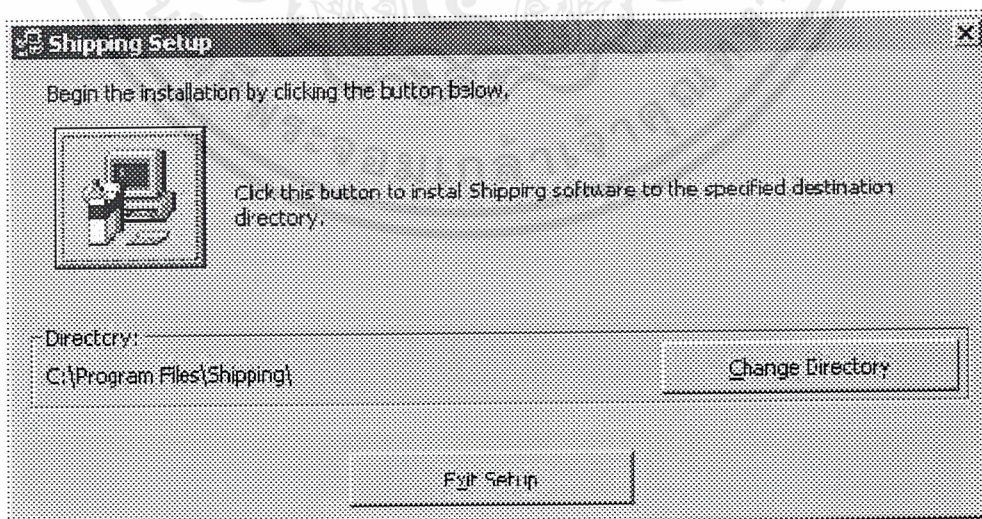 Shipping Setup
Begin the installation by clicking the button below.
Click this button to instal Shipping software to the specified destination
directory.
Directory:
C:\Program Files\Shipping\
Change Directory
Exit Setup